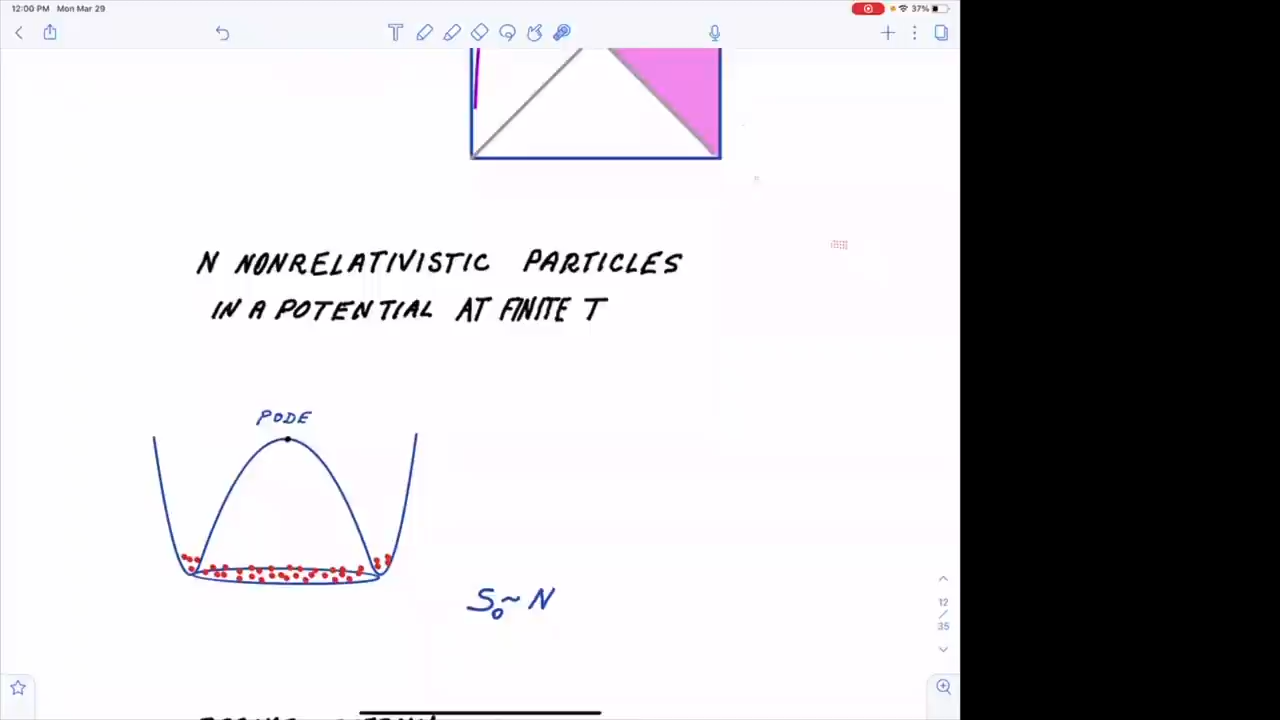 12:00 PM Mon Mar 29
37%
N NONRELATIVISTIC PARTICLES
IN A POTENTIAL AT FINITE T
PODE
S₀ ~ N
12
/
35